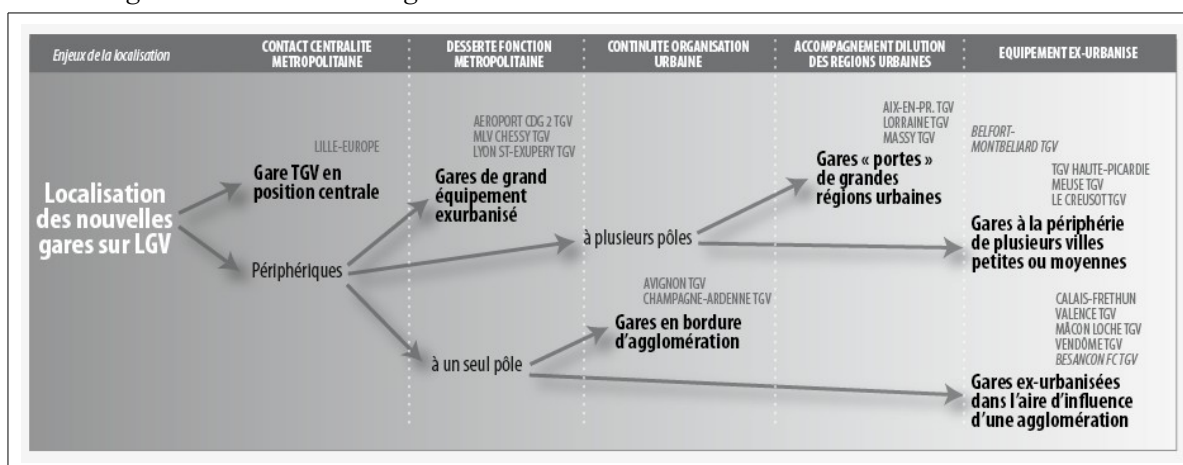 Enjeux de la localisation
CONTACT CENTRALITE
METROPOLITAINE
DESSERTE FONCTION
METROPOLITAINE
CONTINUITE ORGANISATION
URBAINE
ACCOMPAGNEMENT DILUTION
DES REGIONS URBAINES
EQUIPEMENT EX-URBANISE
Localisation
des nouvelles
gares sur LGV
LILLE-EUROPE
Gare TGV en
position centrale
Périphériques
AEROPORT CDG 2 TGV
MLV CHESSY TGV
LYON ST-EXUPERY TGV
Gares de grand
équipement
exurbanisé
à un seul pôle
à plusieurs pôles
AVIGNON TGV
CHAMPAGNE-ARDENNE TGV
Gares en bordure
d'agglomération
AIX-EN-PR. TGV
LORRAINE TGV
MASSY TGV
Gares « portes »
de grandes
régions urbaines
BELFORT-
MONTBELIARD TGV
TGV HAUTE-PICARDIE
MEUSE TGV
LE CREUSOT TGV
Gares à la périphérie
de plusieurs villes
petites ou moyennes
CALAIS-FRETHUN
VALENCE TGV
MÂCON LOCHE TGV
VENDÔME TGV
BESANCON FC TGV
Gares ex-urbanisées
dans l'aire d'influence
d'une agglomération